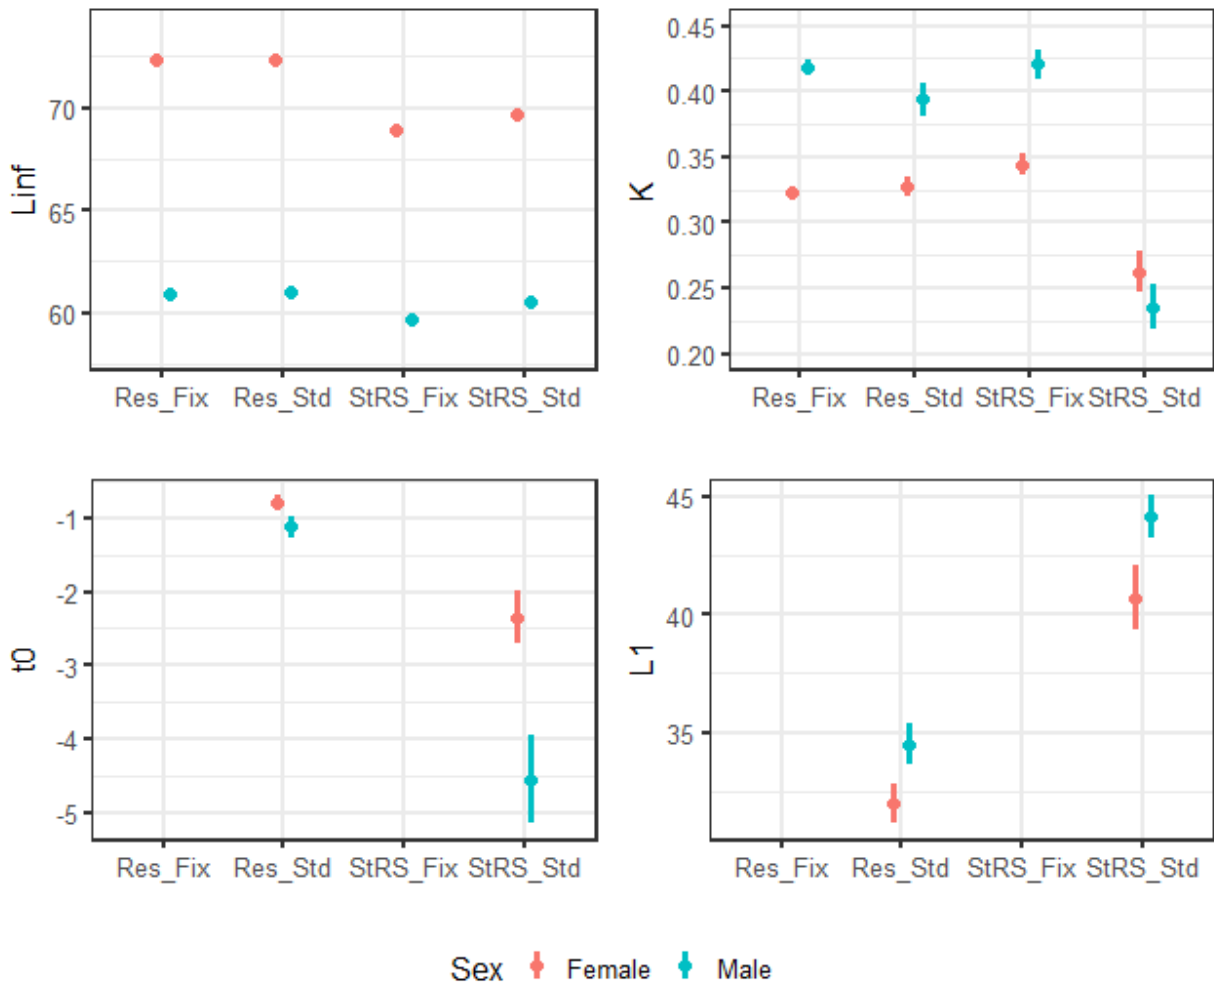 Linf
70
65
60
Res_Fix Res_Std StRS_Fix StRS_Std
K
0.45
0.40
0.35
0.30
0.25
0.20
Res_Fix Res_Std StRS_Fix StRS_Std
t0
-1
-2
-3
-4
-5
Res_Fix Res_Std StRS_Fix StRS_Std
L1
45
40
35
Res_Fix Res_Std StRS_Fix StRS_Std
Sex Female Male